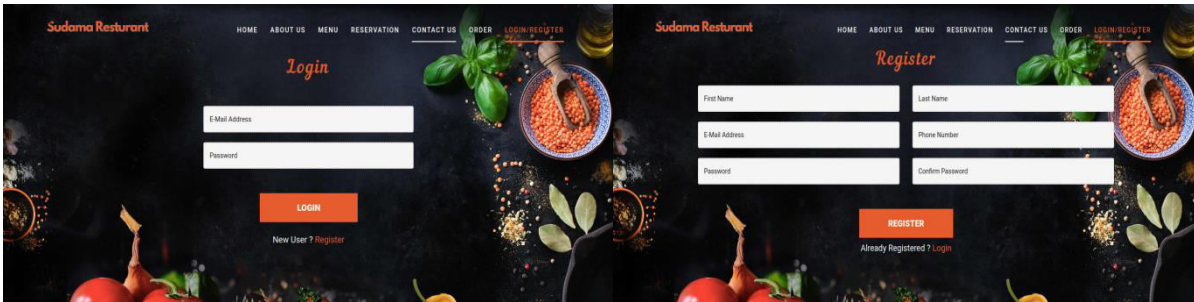 Sudama Resturant
HOME ABOUT US MENU RESERVATION CONTACT US ORDER LOGIN/REGISTER
Login
E-Mail Address
Password
LOGIN
New User ? Register
Sudama Resturant
HOME ABOUT US MENU RESERVATION CONTACT US ORDER LOGIN/REGISTER
Register
First Name Last Name
E-Mail Address Phone Number
Password Confirm Password
REGISTER
Already Registered ? Login